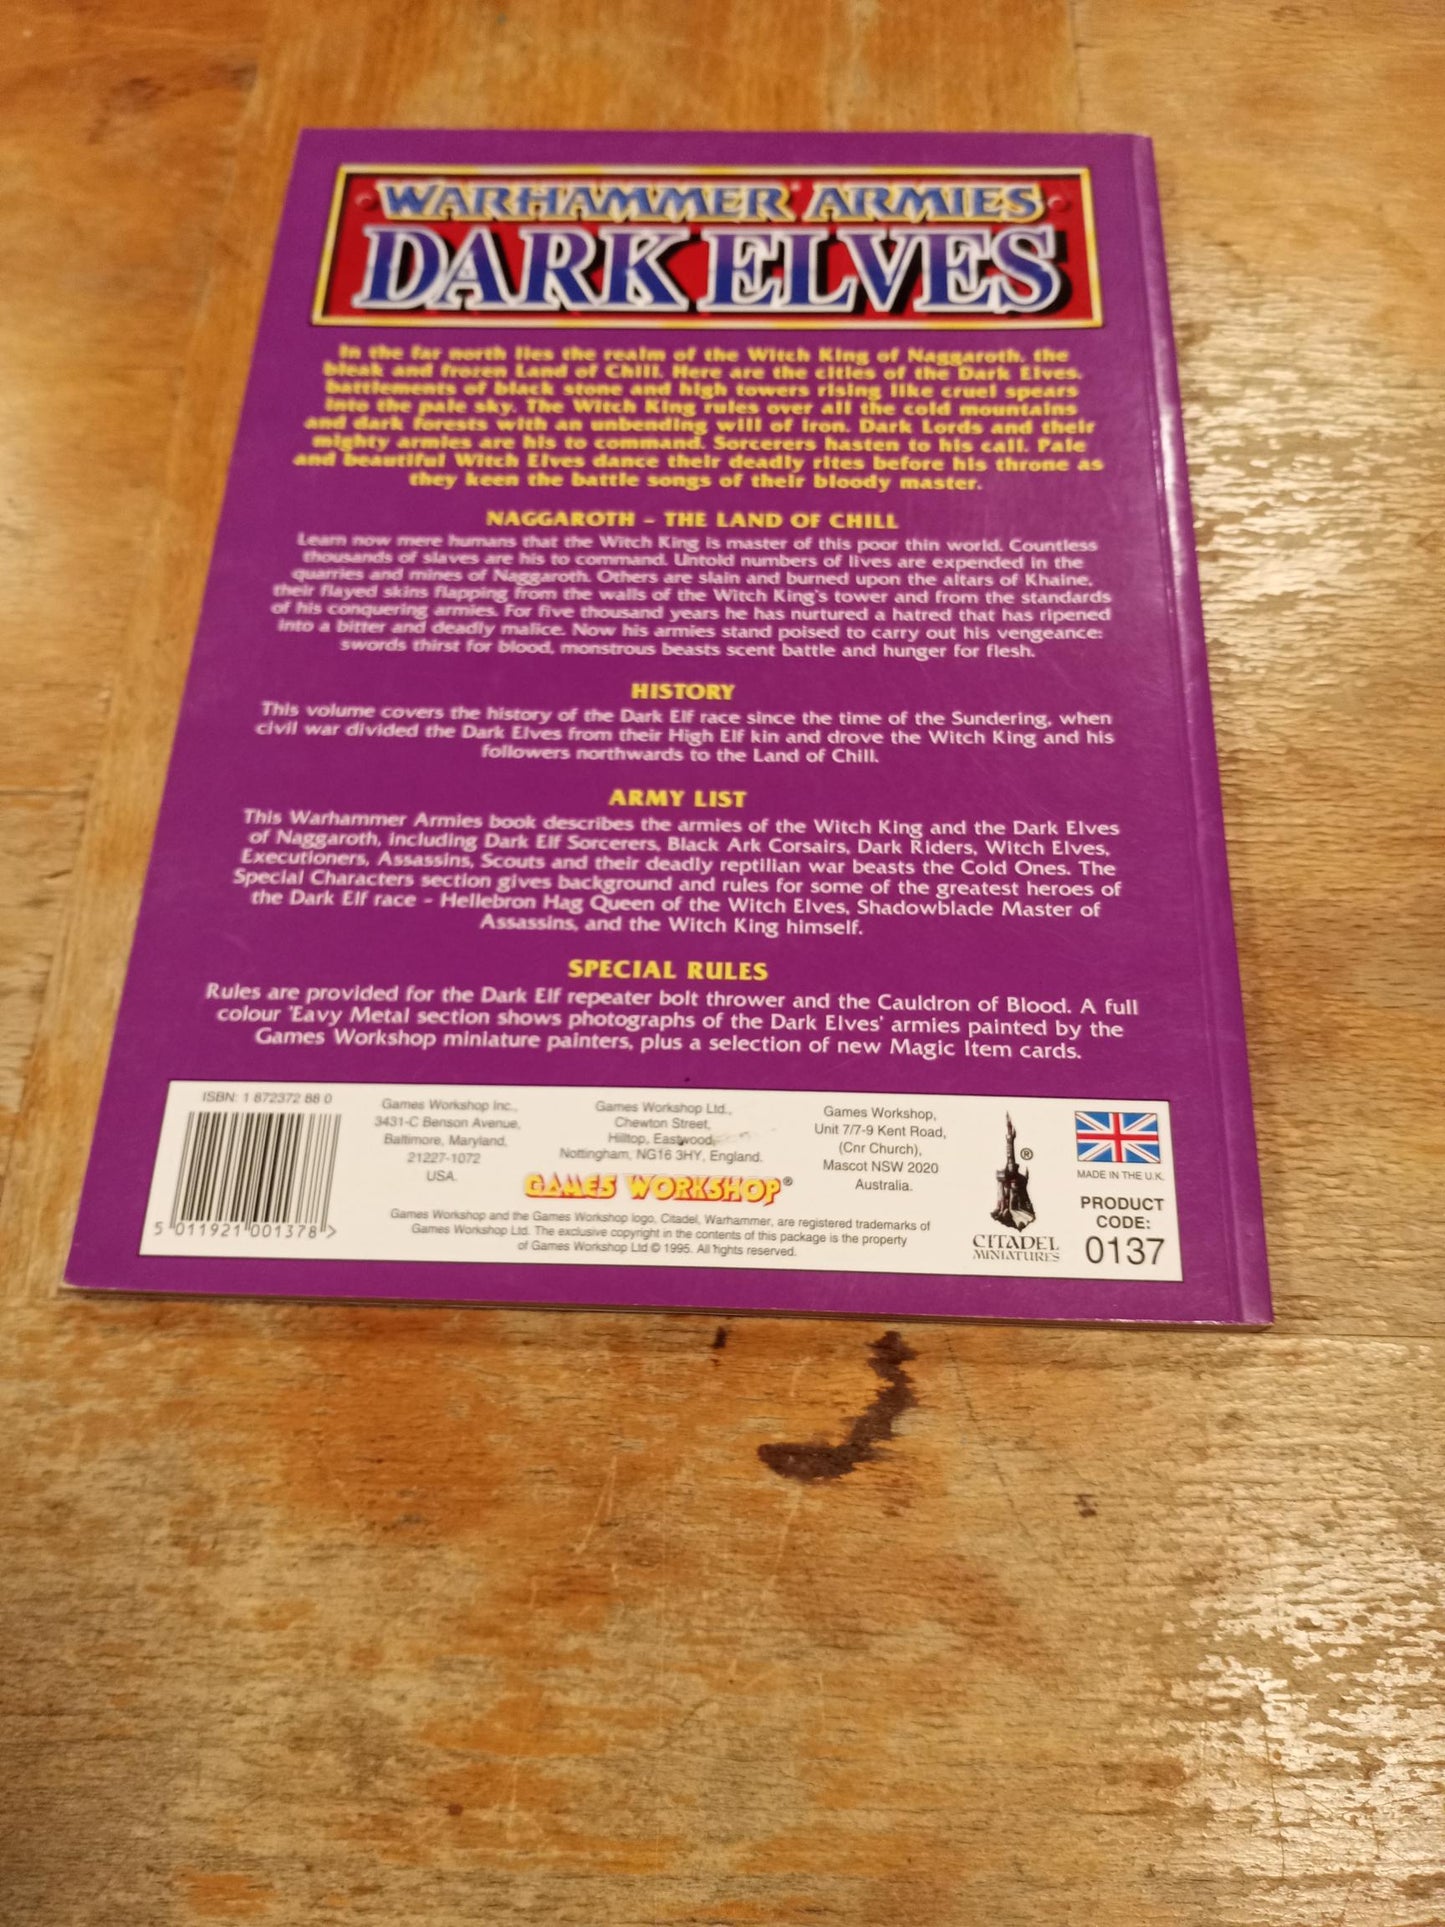 WARHAMMER ARMIES
DARK ELVES
In the far north lies the realm of the Witch King of Naggaroth, the
bleak and frozen Land of Chill. Here are the cities of the Dark Elves,
battlements of black stone and high towers rising like cruel spears
into the pale sky. The Witch King rules over all the cold mountains
and dark forests with an unbending will of iron. Dark Lords and their
mighty armies are his to command. Sorcerers hasten to his call. Pale
and beautiful Witch Elves dance their deadly rites before his throne as
they keen the battle songs of their bloody master.
NAGGAROTH - THE LAND OF CHILL
Learn now mere humans that the Witch King is master of this poor thin world. Countless
thousands of slaves are his to command. Untold numbers of lives are expended in the
quarries and mines of Naggaroth. Others are slain and burned upon the altars of Khaine,
their flayed skins flapping from the walls of the Witch King's tower and from the standards
of his conquering armies. For five thousand years he has nurtured a hatred that has ripened
into a bitter and deadly malice. Now his armies stand poised to carry out his vengeance:
swords thirst for blood, monstrous beasts scent battle and hunger for flesh.
HISTORY
This volume covers the history of the Dark Elf race since the time of the Sundering, when
civil war divided the Dark Elves from their High Elf kin and drove the Witch King and his
followers northwards to the Land of Chill.
ARMY LIST
This Warhammer Armies book describes the armies of the Witch King and the Dark Elves
of Naggaroth, including Dark Elf Sorcerers, Black Ark Corsairs, Dark Riders, Witch Elves,
Executioners, Assassins, Scouts and their deadly reptilian war beasts the Cold Ones. The
Special Characters section gives background and rules for some of the greatest heroes of
the Dark Elf race - Hellebron Hag Queen of the Witch Elves, Shadowblade Master of
Assassins, and the Witch King himself.
SPECIAL RULES
Rules are provided for the Dark Elf repeater bolt thrower and the Cauldron of Blood. A full
colour 'Eavy Metal section shows photographs of the Dark Elves' armies painted by the
Games Workshop miniature painters, plus a selection of new Magic Item cards.
ISBN: 1 872372 88 0
5 011921 001378 >
Games Workshop Inc.,
3431-C Benson Avenue,
Baltimore, Maryland,
21227-1072
USA.
Games Workshop Ltd.,
Chewton Street,
Hilltop, Eastwood,
Nottingham, NG16 3HY, England.
Games Workshop,
Unit 7/7-9 Kent Road,
(Cnr Church),
Mascot NSW 2020
Australia.
GAMES WORKSHOP®
Games Workshop and the Games Workshop logo, Citadel, Warhammer, are registered trademarks of
Games Workshop Ltd. The exclusive copyright in the contents of this package is the property
of Games Workshop Ltd © 1995. All rights reserved.
®
CITADEL
MINIATURES
MADE IN THE U.K.
PRODUCT
CODE:
0137